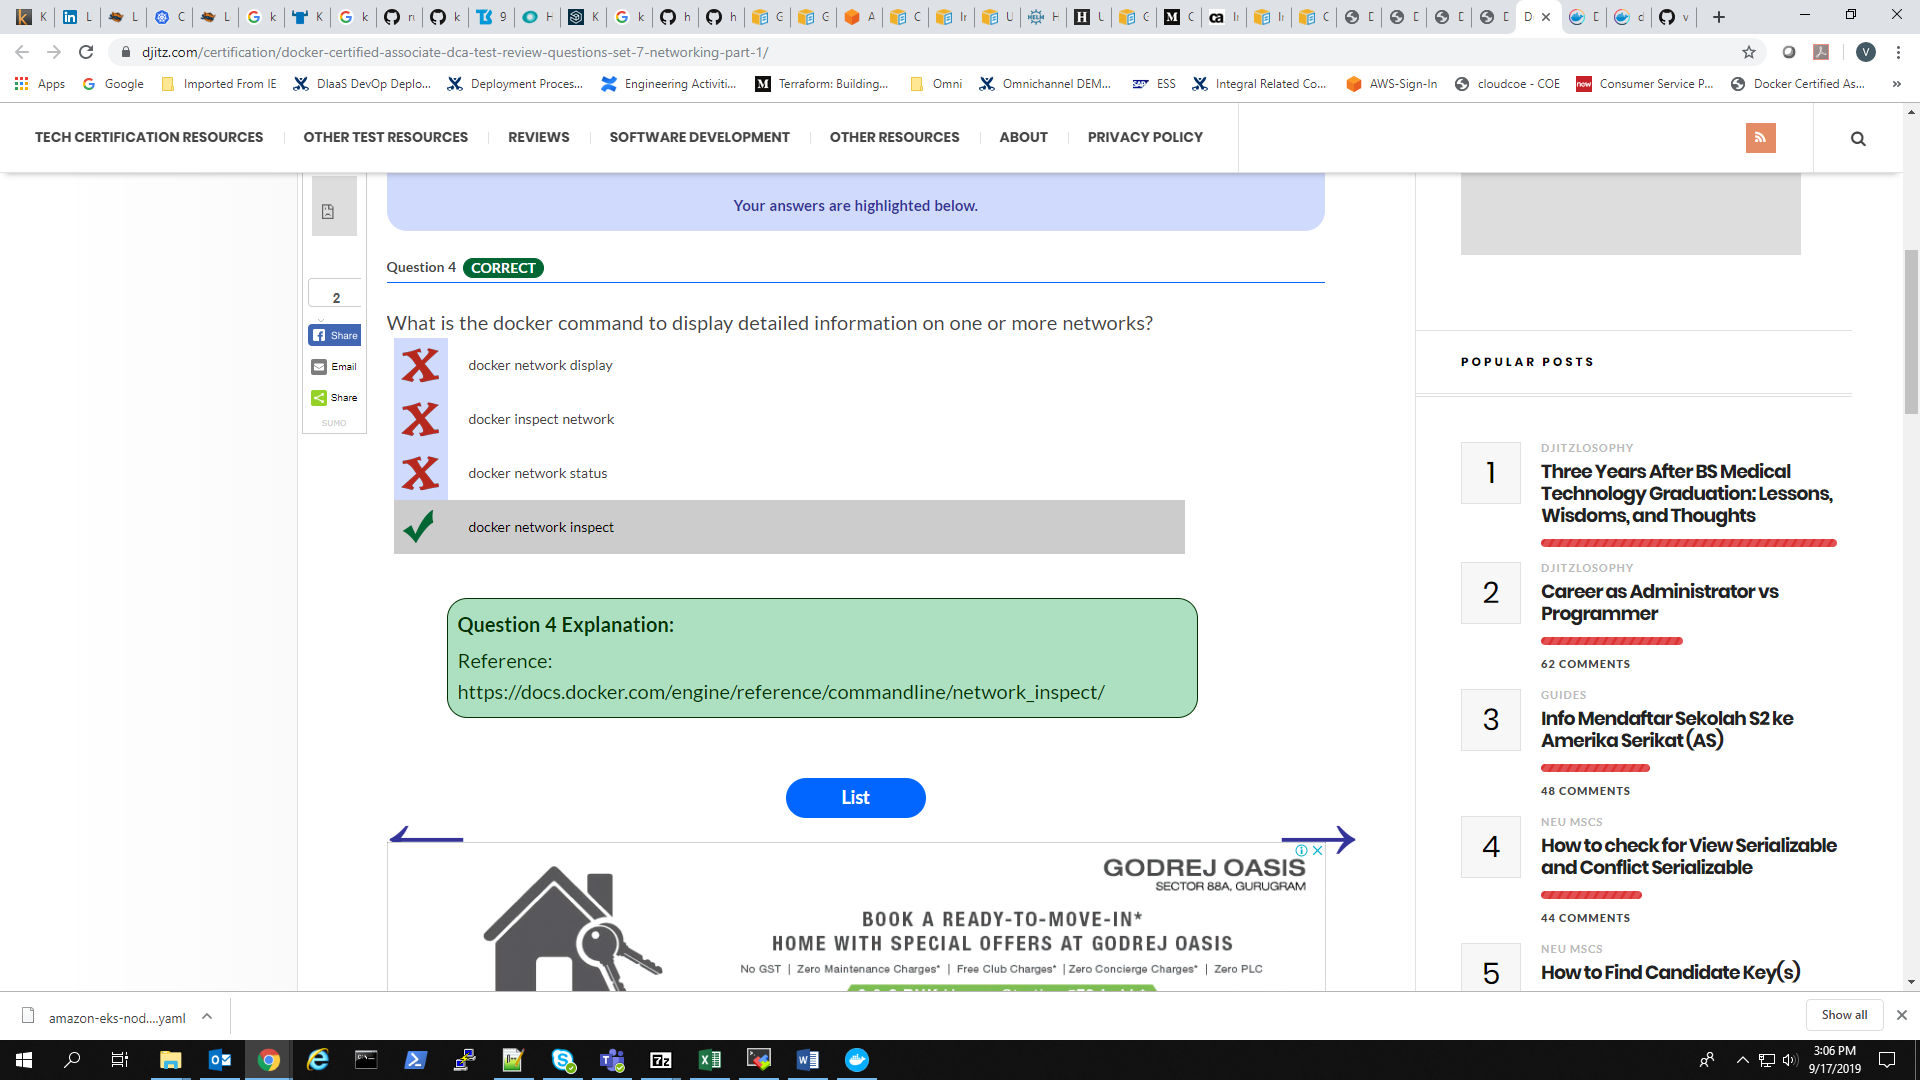 K
L
L
C
L
k
K
k
ru
k
9
H
K
k
h
h
G
G
A
C
Ir
U
H
U
G
C
Ir
Ir
C
D
D
D
D
D
D
d
v
djitz.com/certification/docker-certified-associate-dca-test-review-questions-set-7-networking-part-1/
V
Apps
Google
Imported From IE
DIaaS DevOp Deplo...
Deployment Proces...
Engineering Activiti...
Terraform: Building...
Omni
Omnichannel DEM...
ESS
Integral Related Co...
AWS-Sign-In
cloudcoe - COE
Consumer Service P...
Docker Certified As...
»
TECH CERTIFICATION RESOURCES
OTHER TEST RESOURCES
REVIEWS
SOFTWARE DEVELOPMENT
OTHER RESOURCES
ABOUT
PRIVACY POLICY
2
Share
Email
Share
SUMO
Your answers are highlighted below.
Question 4 CORRECT
What is the docker command to display detailed information on one or more networks?
docker network display
docker inspect network
docker network status
docker network inspect
Question 4 Explanation:
Reference:
https://docs.docker.com/engine/reference/commandline/network_inspect/
List
GODREJ OASIS
SECTOR 88A, GURUGRAM
BOOK A READY-TO-MOVE-IN*
HOME WITH SPECIAL OFFERS AT GODREJ OASIS
No GST | Zero Maintenance Charges* | Free Club Charges* | Zero Concierge Charges* | Zero PLC
POPULAR POSTS
1
DJITZLOSOPHY
Three Years After BS Medical
Technology Graduation: Lessons,
Wisdoms, and Thoughts
2
DJITZLOSOPHY
Career as Administrator vs
Programmer
62 COMMENTS
3
GUIDES
Info Mendaftar Sekolah S2 ke
Amerika Serikat (AS)
48 COMMENTS
4
NEU MSCS
How to check for View Serializable
and Conflict Serializable
44 COMMENTS
5
NEU MSCS
How to Find Candidate Key(s)
amazon-eks-nod....yaml
Show all
3:06 PM
9/17/2019